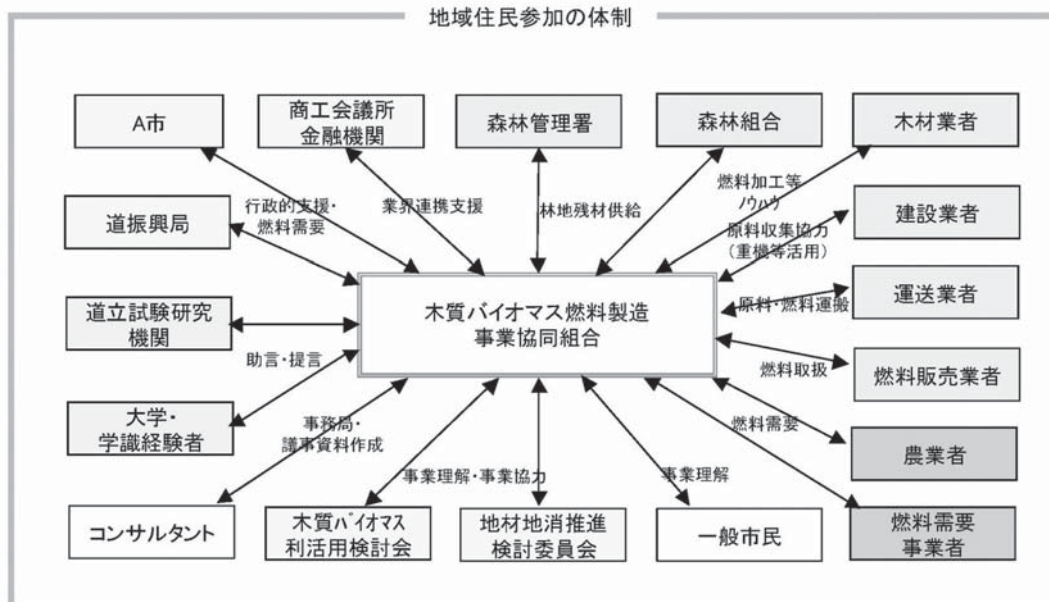 地域住民参加の体制
A市
商工会議所
金融機関
森林管理署
森林組合
木材業者
道振興局
行政的支援・
燃料需要
業界連携支援
林地残材供給
燃料加工等
ノウハウ
原料収集協力
（重機等活用）
建設業者
道立試験研究
機関
木質バイオマス燃料製造
事業協同組合
原料・燃料運搬
運送業者
助言・提言
燃料取扱
燃料販売業者
大学・
学識経験者
事務局・
議事資料作成
事業理解・事業協力
事業理解
燃料需要
農業者
コンサルタント
木質バイオマス
利活用検討会
地材地消推進
検討委員会
一般市民
燃料需要
事業者